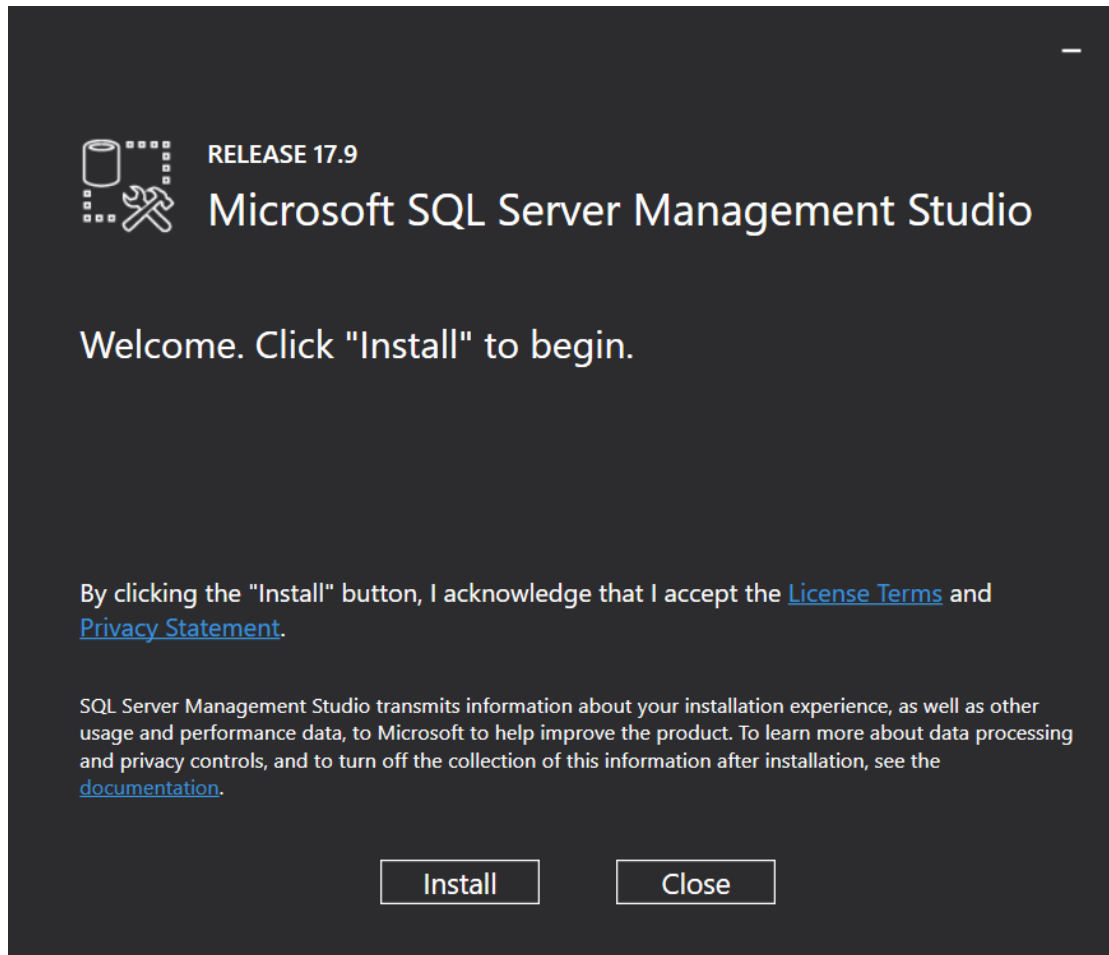 RELEASE 17.9
Microsoft SQL Server Management Studio
Welcome. Click "Install" to begin.
By clicking the "Install" button, I acknowledge that I accept the License Terms and
Privacy Statement.
SQL Server Management Studio transmits information about your installation experience, as well as other
usage and performance data, to Microsoft to help improve the product. To learn more about data processing
and privacy controls, and to turn off the collection of this information after installation, see the
documentation.
Install Close